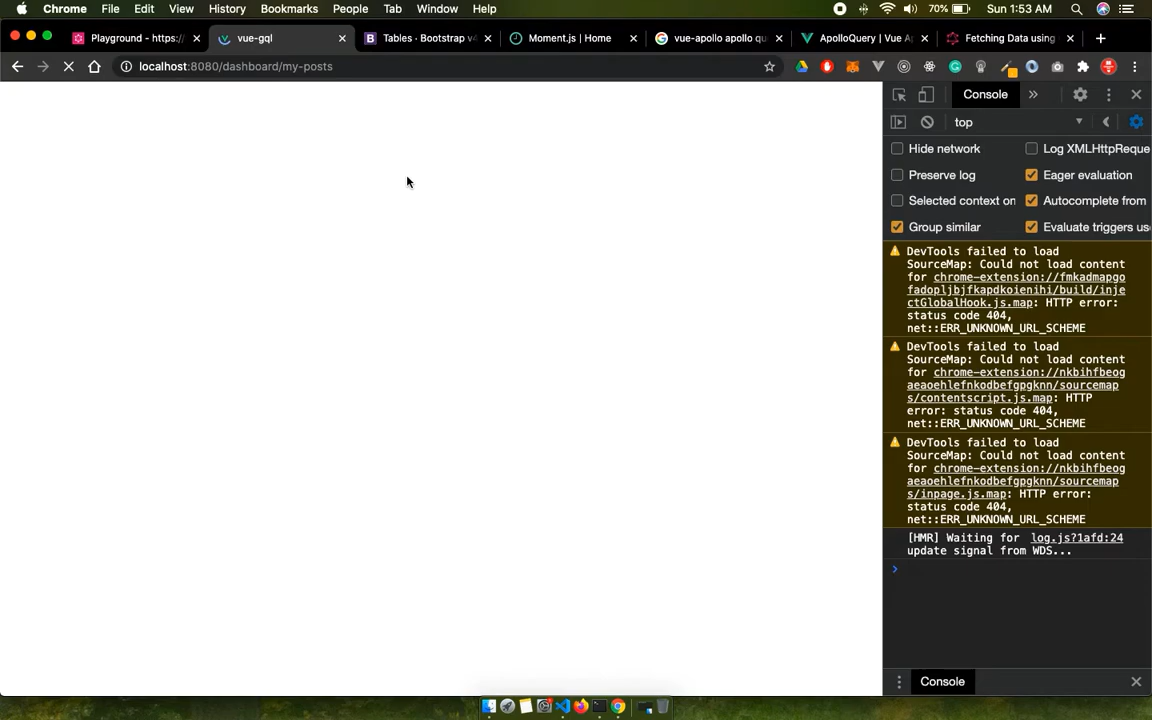 Chrome File Edit View History Bookmarks People Tab Window Help 70% Sun 1:53 AM
Playground - https:/ vue-gql Tables · Bootstrap v4 Moment.js | Home vue-apollo apollo qu ApolloQuery | Vue Ap Fetching Data using
localhost:8080/dashboard/my-posts
Console
top
Hide network Log XMLHttpReque
Preserve log Eager evaluation
Selected context on Autocomplete from
Group similar Evaluate triggers us
DevTools failed to load
SourceMap: Could not load content
for chrome-extension://fmkadmapgo
fadopljbjfkapdkoienihi/build/inje
ctGlobalHook.js.map: HTTP error:
status code 404,
net::ERR_UNKNOWN_URL_SCHEME
DevTools failed to load
SourceMap: Could not load content
for chrome-extension://nkbihfbeog
aeaoehlefnkodbefgpgknn/sourcemap
s/contentscript.js.map: HTTP
error: status code 404,
net::ERR_UNKNOWN_URL_SCHEME
DevTools failed to load
SourceMap: Could not load content
for chrome-extension://nkbihfbeog
aeaoehlefnkodbefgpgknn/sourcemap
s/inpage.js.map: HTTP error:
status code 404,
net::ERR_UNKNOWN_URL_SCHEME
[HMR] Waiting for log.js?1afd:24
update signal from WDS...
Console